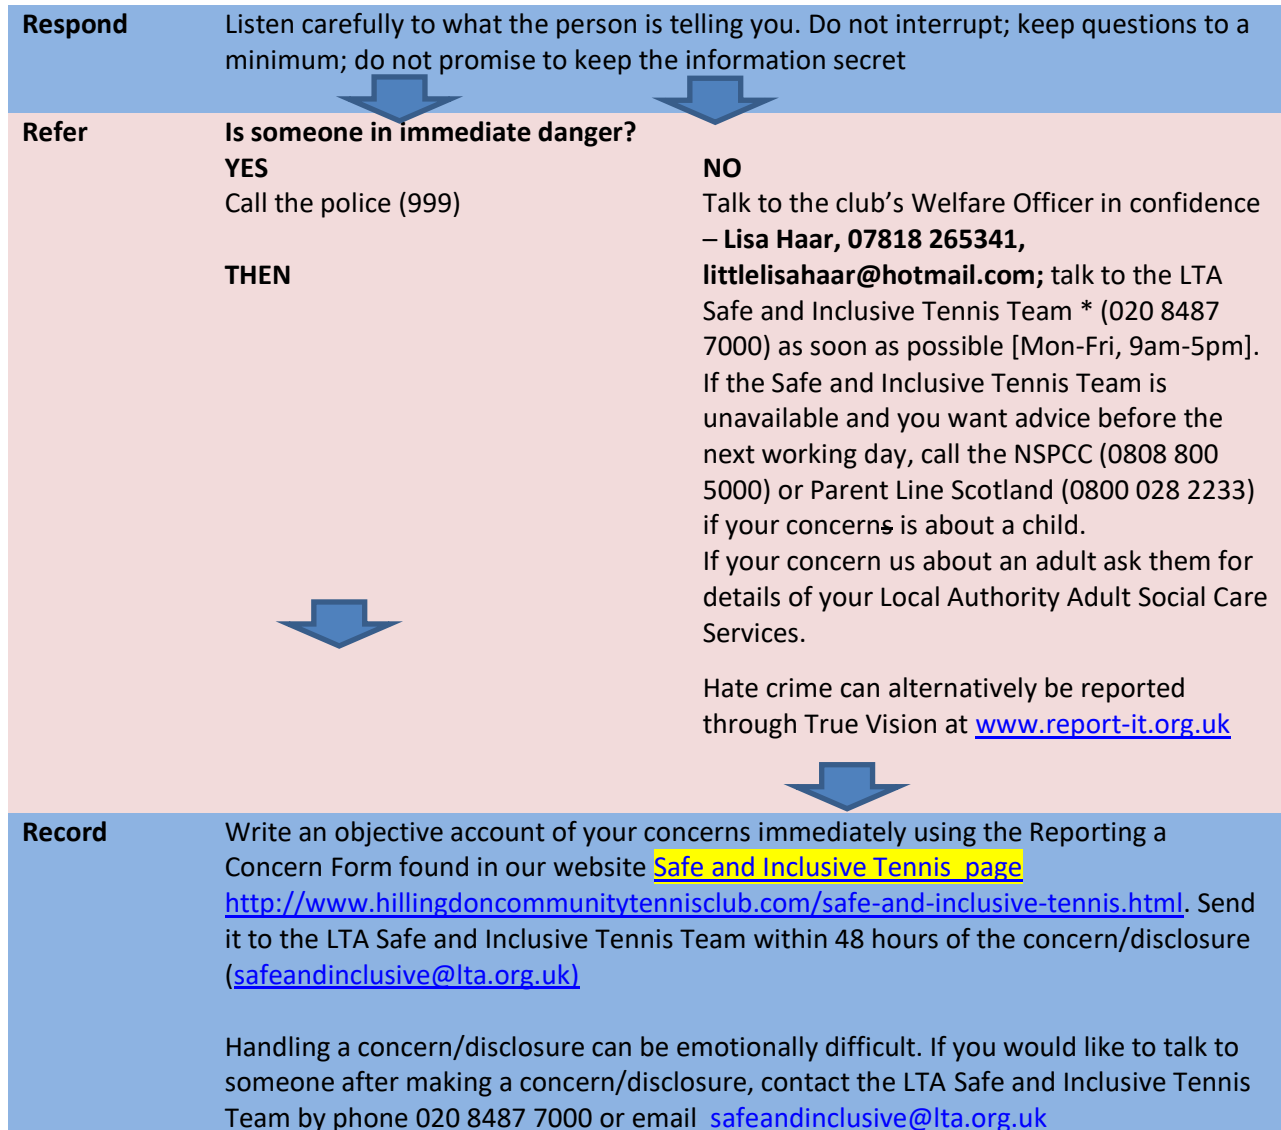 Respond
Listen carefully to what the person is telling you. Do not interrupt; keep questions to a
minimum; do not promise to keep the information secret
Refer
Is someone in immediate danger?
YES
Call the police (999)
THEN
NO
Talk to the club’s Welfare Officer in confidence
– Lisa Haar, 07818 265341,
littlelisahaar@hotmail.com; talk to the LTA
Safe and Inclusive Tennis Team * (020 8487
7000) as soon as possible [Mon-Fri, 9am-5pm].
If the Safe and Inclusive Tennis Team is
unavailable and you want advice before the
next working day, call the NSPCC (0808 800
5000) or Parent Line Scotland (0800 028 2233)
if your concerns is about a child.
If your concern us about an adult ask them for
details of your Local Authority Adult Social Care
Services.
Hate crime can alternatively be reported
through True Vision at www.report-it.org.uk
Record
Write an objective account of your concerns immediately using the Reporting a
Concern Form found in our website Safe and Inclusive Tennis page
http://www.hillingdoncommunitytennisclub.com/safe-and-inclusive-tennis.html. Send
it to the LTA Safe and Inclusive Tennis Team within 48 hours of the concern/disclosure
(safeandinclusive@lta.org.uk)
Handling a concern/disclosure can be emotionally difficult. If you would like to talk to
someone after making a concern/disclosure, contact the LTA Safe and Inclusive Tennis
Team by phone 020 8487 7000 or email safeandinclusive@lta.org.uk